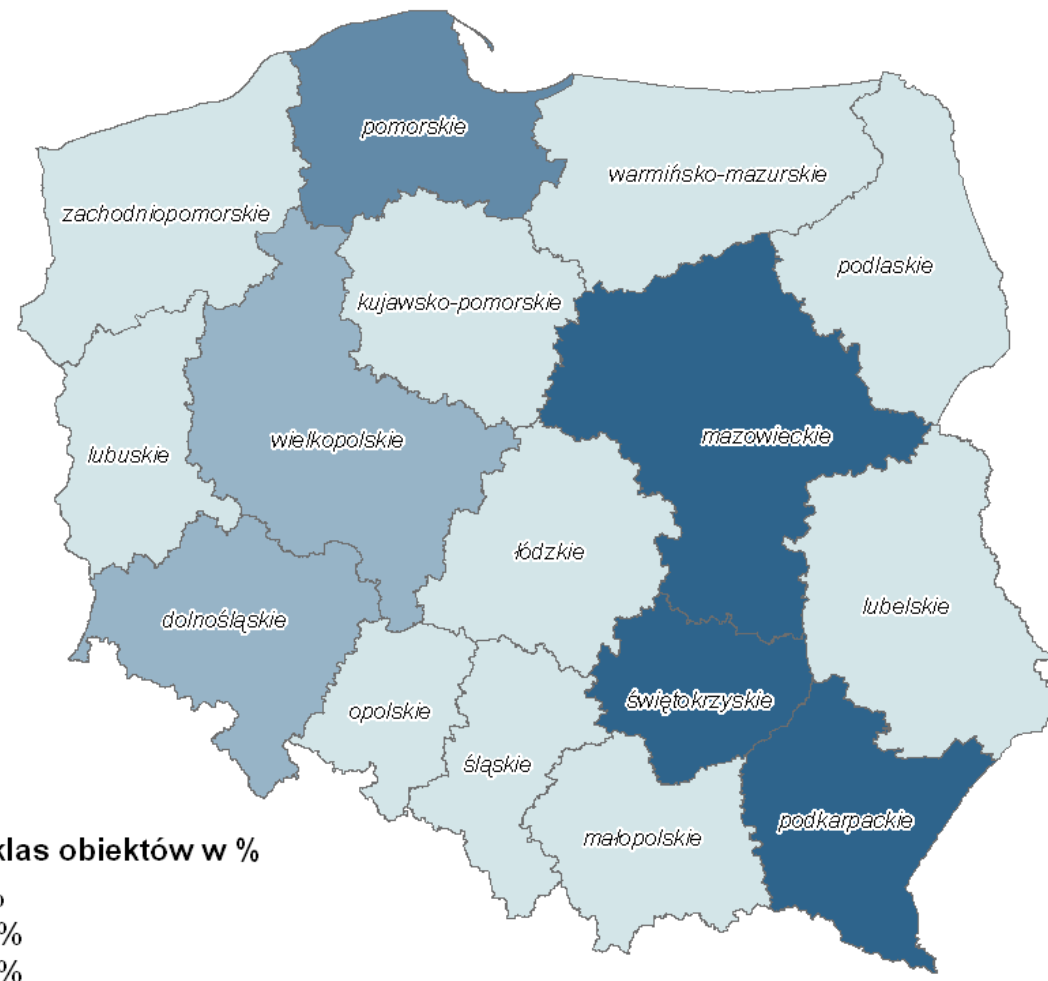 pomorskie
warmińsko-mazurskie
zachodniopomorskie
podlaskie
kujawsko-pomorskie
wielkopolskie
mazowieckie
lubuskie
łódzkie
lubelskie
dolnośląskie
świętokrzyskie
opolskie
śląskie
podkarpackie
małopolskie
klas obiektów w %
%
%